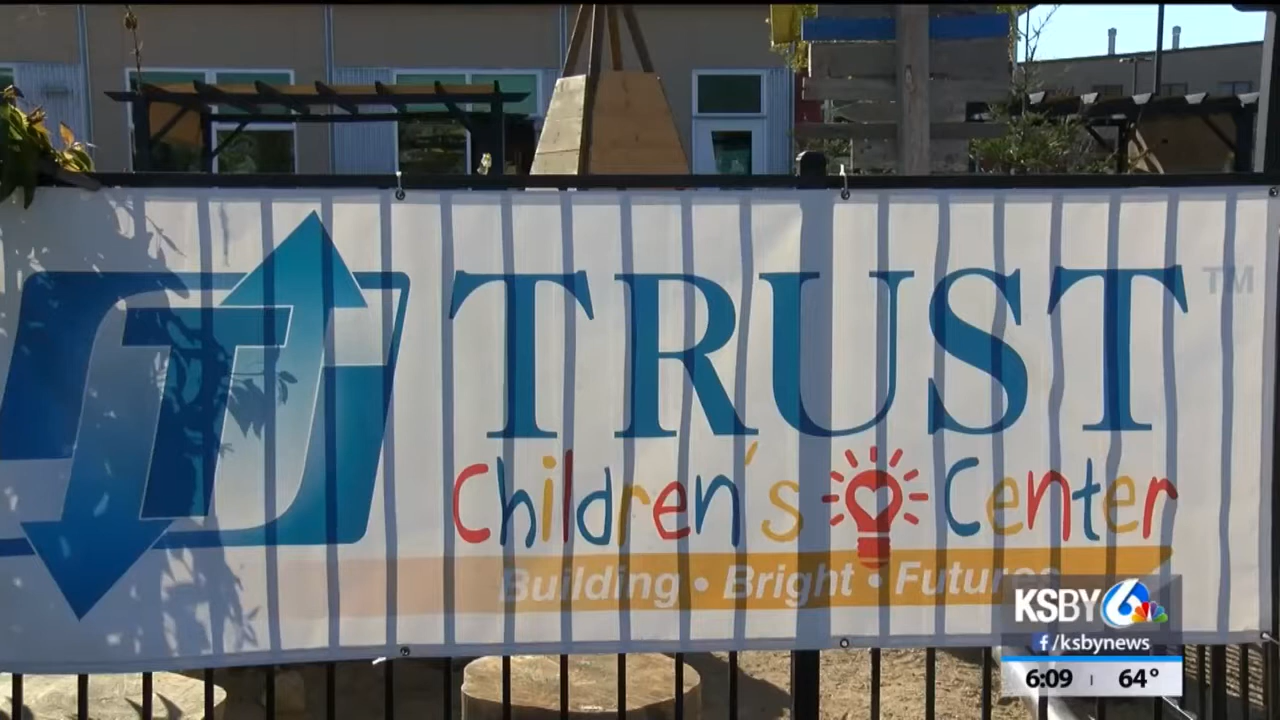 TRUST TM
Children's Center
Building • Bright • Futures
KSBY 6
f/ksbynews
6:09 64°